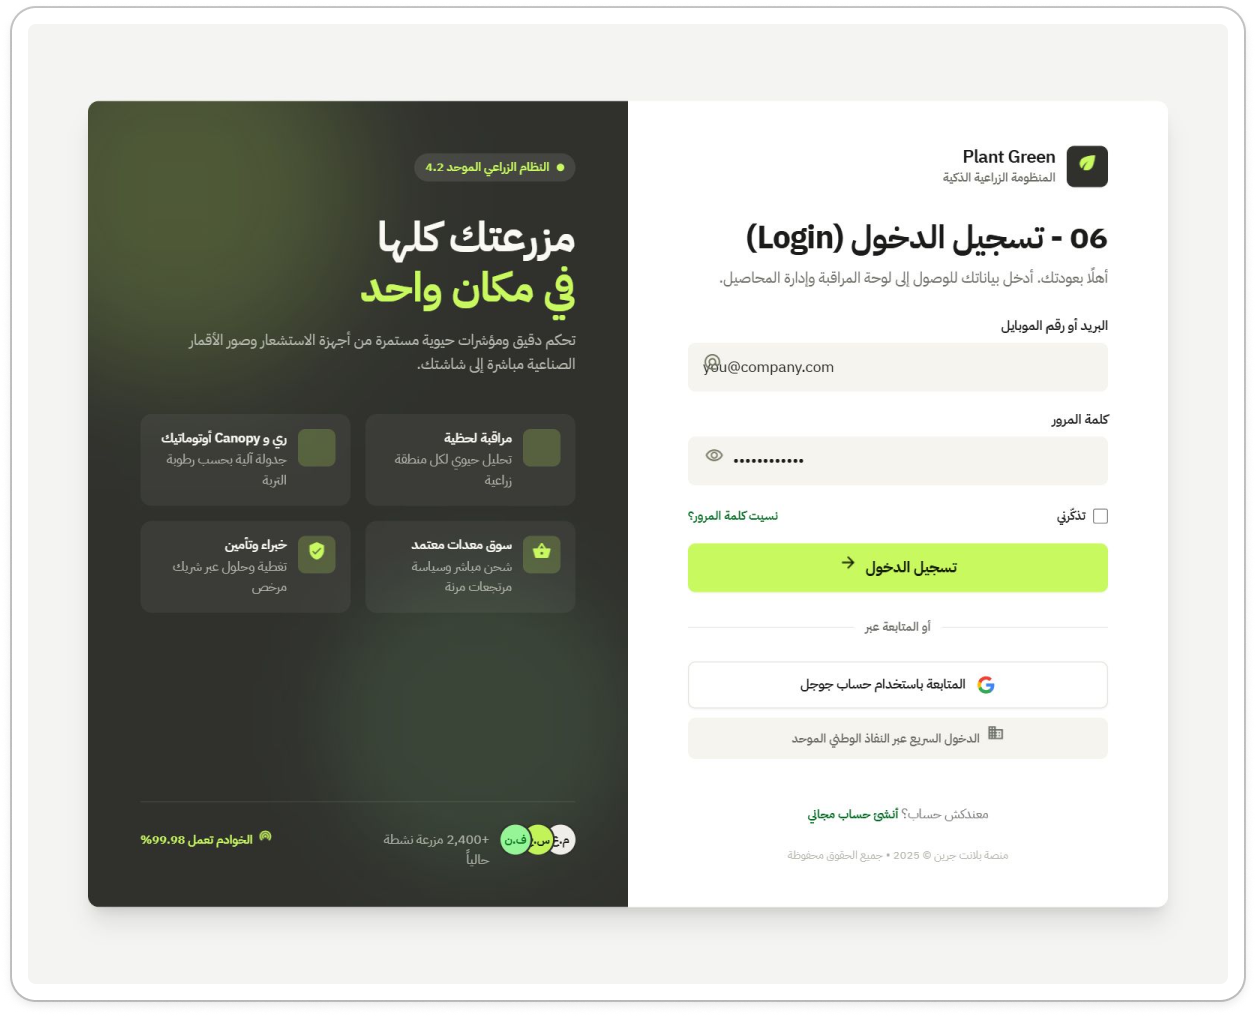 Plant Green
المنظومة الزراعية الذكية
06 - تسجيل الدخول (Login)
أهلًا بعودتك. أدخل بياناتك للوصول إلى لوحة المراقبة وإدارة المحاصيل.
البريد أو رقم الموبايل
you@company.com
كلمة المرور
••••••••••••
تذكّرني
نسيت كلمة المرور؟
تسجيل الدخول
أو المتابعة عبر
المتابعة باستخدام حساب جوجل
الدخول السريع عبر النفاذ الوطني الموحد
معندكش حساب؟ أنشئ حساب مجاني
منصة بلانت جرين © 2025 • جميع الحقوق محفوظة
النظام الزراعي الموحد 4.2
مزرعتك كلها
في مكان واحد
تحكم دقيق ومؤشرات حيوية مستمرة من أجهزة الاستشعار وصور الأقمار
الصناعية مباشرة إلى شاشتك.
مراقبة لحظية
تحليل حيوي لكل منطقة
زراعية
ري و Canopy أوتوماتيك
جدولة آلية بحسب رطوبة
التربة
سوق معدات معتمد
شحن مباشر وسياسة
مرتجعات مرنة
خبراء وتأمين
تغطية وحلول عبر شريك
مرخص
م.ع
س.
ف.ن
+2,400 مزرعة نشطة
حالياً
الخوادم تعمل 99.98%